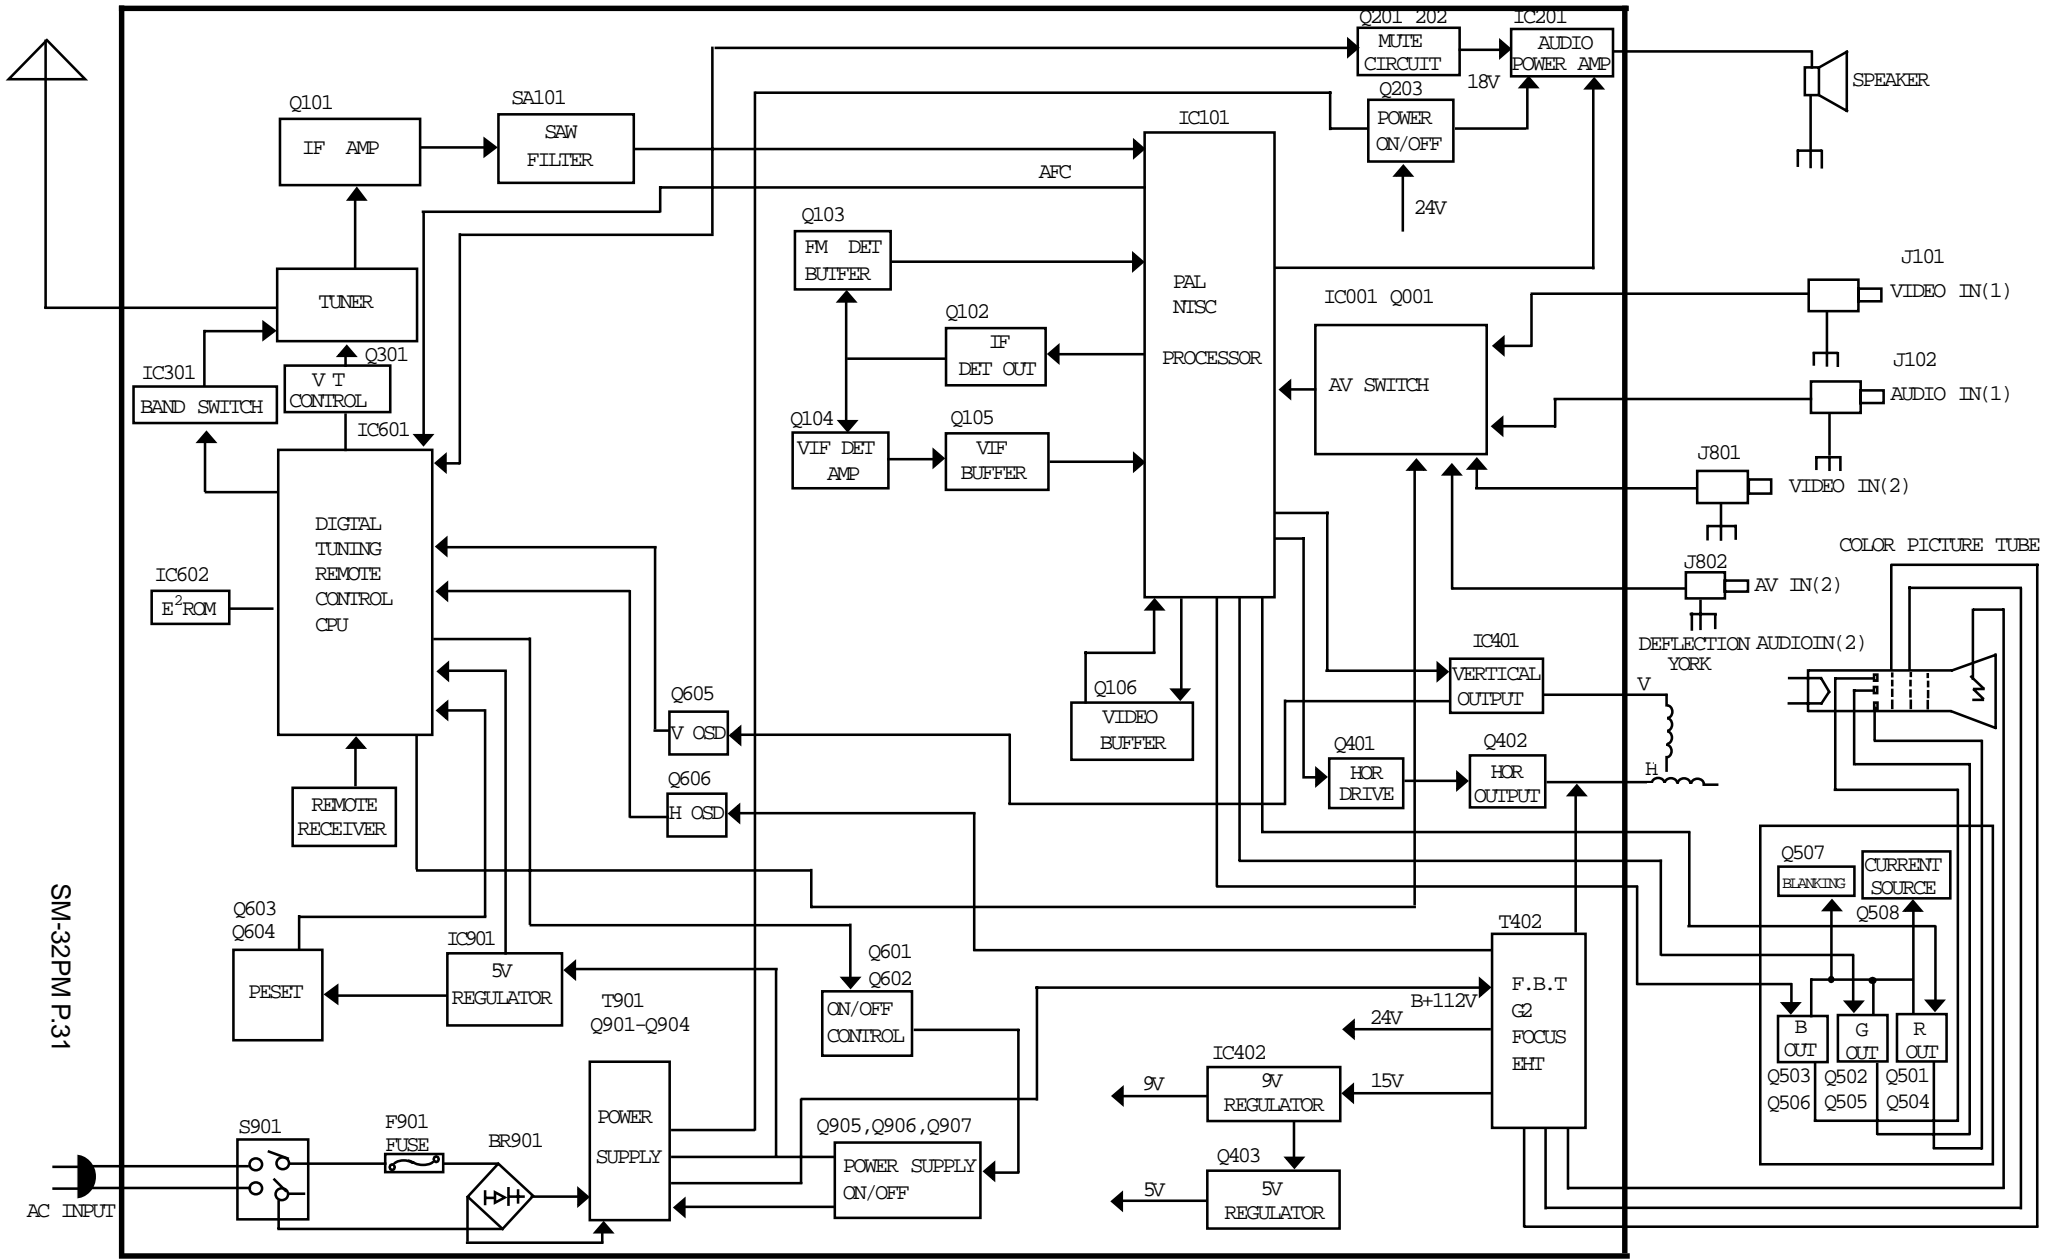 Q201 202
IC201
MUTE
CIRCUIT
AUDIO
POWER AMP
18V
SPEAKER
Q101
SA101
Q203
IF AMP
SAW
FILTER
IC101
POWER
ON/OFF
AFC
24V
Q103
FM DET
BUTFER
PAL
NTSC
PROCESSOR
J101
VIDEO IN(1)
TUNER
IC001 Q001
Q102
IF
DET OUT
Q301
IC301
V T
CONTROL
BAND SWITCH
AV SWITCH
J102
AUDIO IN(1)
Q104
Q105
IC601
VIF DET
AMP
VIF
BUFFER
J801
VIDEO IN(2)
DIGTAL
TUNING
REMOTE
CONTROL
CPU
COLOR PICTURE TUBE
IC602
E2ROM
J802
AV IN(2)
DEFLECTION
YORK
AUDIOIN(2)
IC401
VERTICAL
OUTPUT
V
Q605
V OSD
Q106
VIDEO
BUFFER
Q401
HOR
DRIVE
Q402
HOR
OUTPUT
H
Q606
H OSD
REMOTE
RECEIVER
Q507
BLANKING
CURRENT
SOURCE
Q508
SM-32PM P.31
Q603
Q604
PESET
IC901
5V
REGULATOR
Q601
Q602
ON/OFF
CONTROL
T402
F.B.T
G2
FOCUS
EHT
T901
Q901-Q904
B+112V
24V
B
OUT
G
OUT
R
OUT
Q503
Q506
Q502
Q505
Q501
Q504
IC402
9V
9V
REGULATOR
15V
POWER
SUPPLY
S901
F901
FUSE
BR901
Q905,Q906,Q907
POWER SUPPLY
ON/OFF
Q403
5V
5V
REGULATOR
AC INPUT